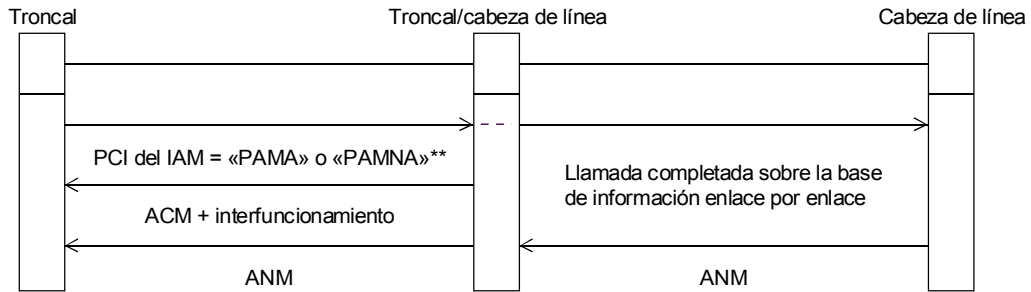 Troncal
Troncal/cabeza de línea
Cabeza de línea
PCI del IAM = «PAMA» o «PAMNA»**
Llamada completada sobre la base
de información enlace por enlace
ACM + interfuncionamiento
ANM
ANM